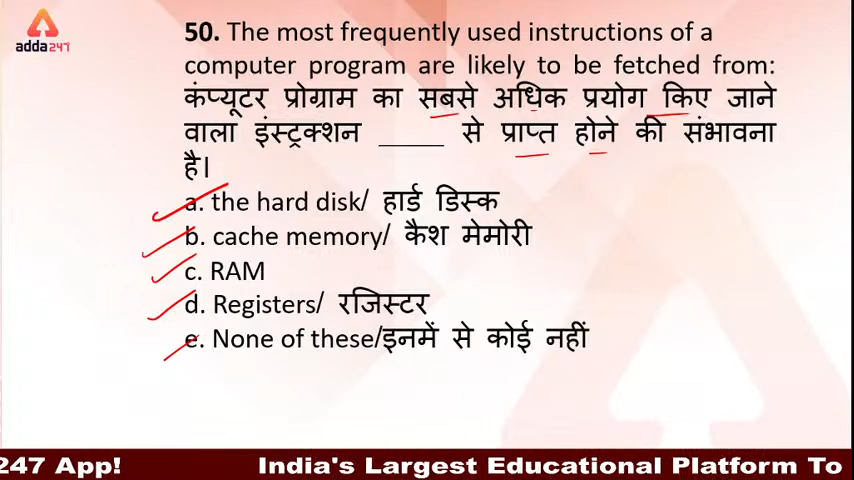 adda247
50. The most frequently used instructions of a
computer program are likely to be fetched from:
कंप्यूटर प्रोग्राम का सबसे अधिक प्रयोग किए जाने
वाला इंस्ट्रक्शन _____ से प्राप्त होने की संभावना
है।
a. the hard disk/ हार्ड डिस्क
b. cache memory/ कैश मेमोरी
c. RAM
d. Registers/ रजिस्टर
e. None of these/इनमें से कोई नहीं
247 App! India's Largest Educational Platform To